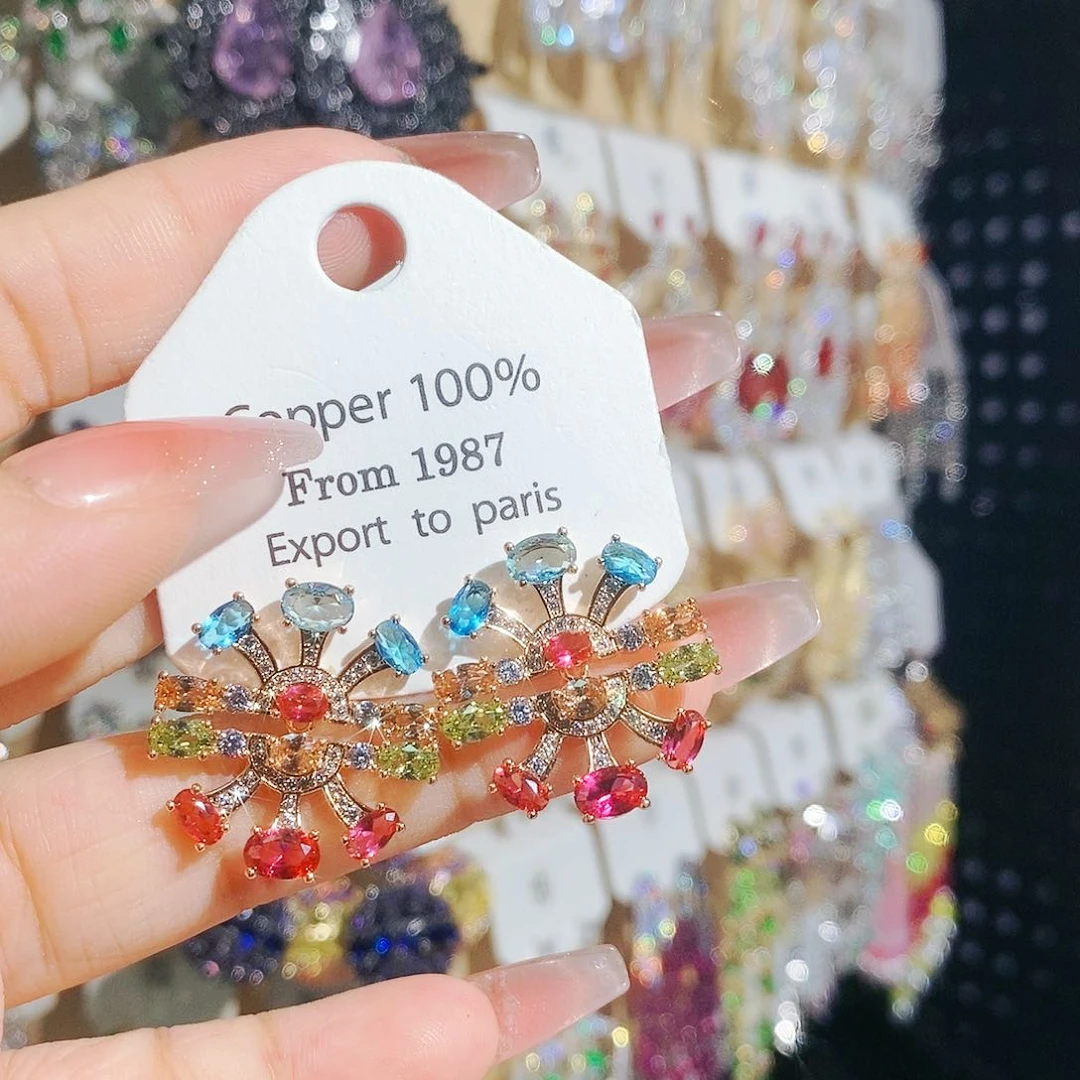 Copper 100%
From 1987
Export to paris